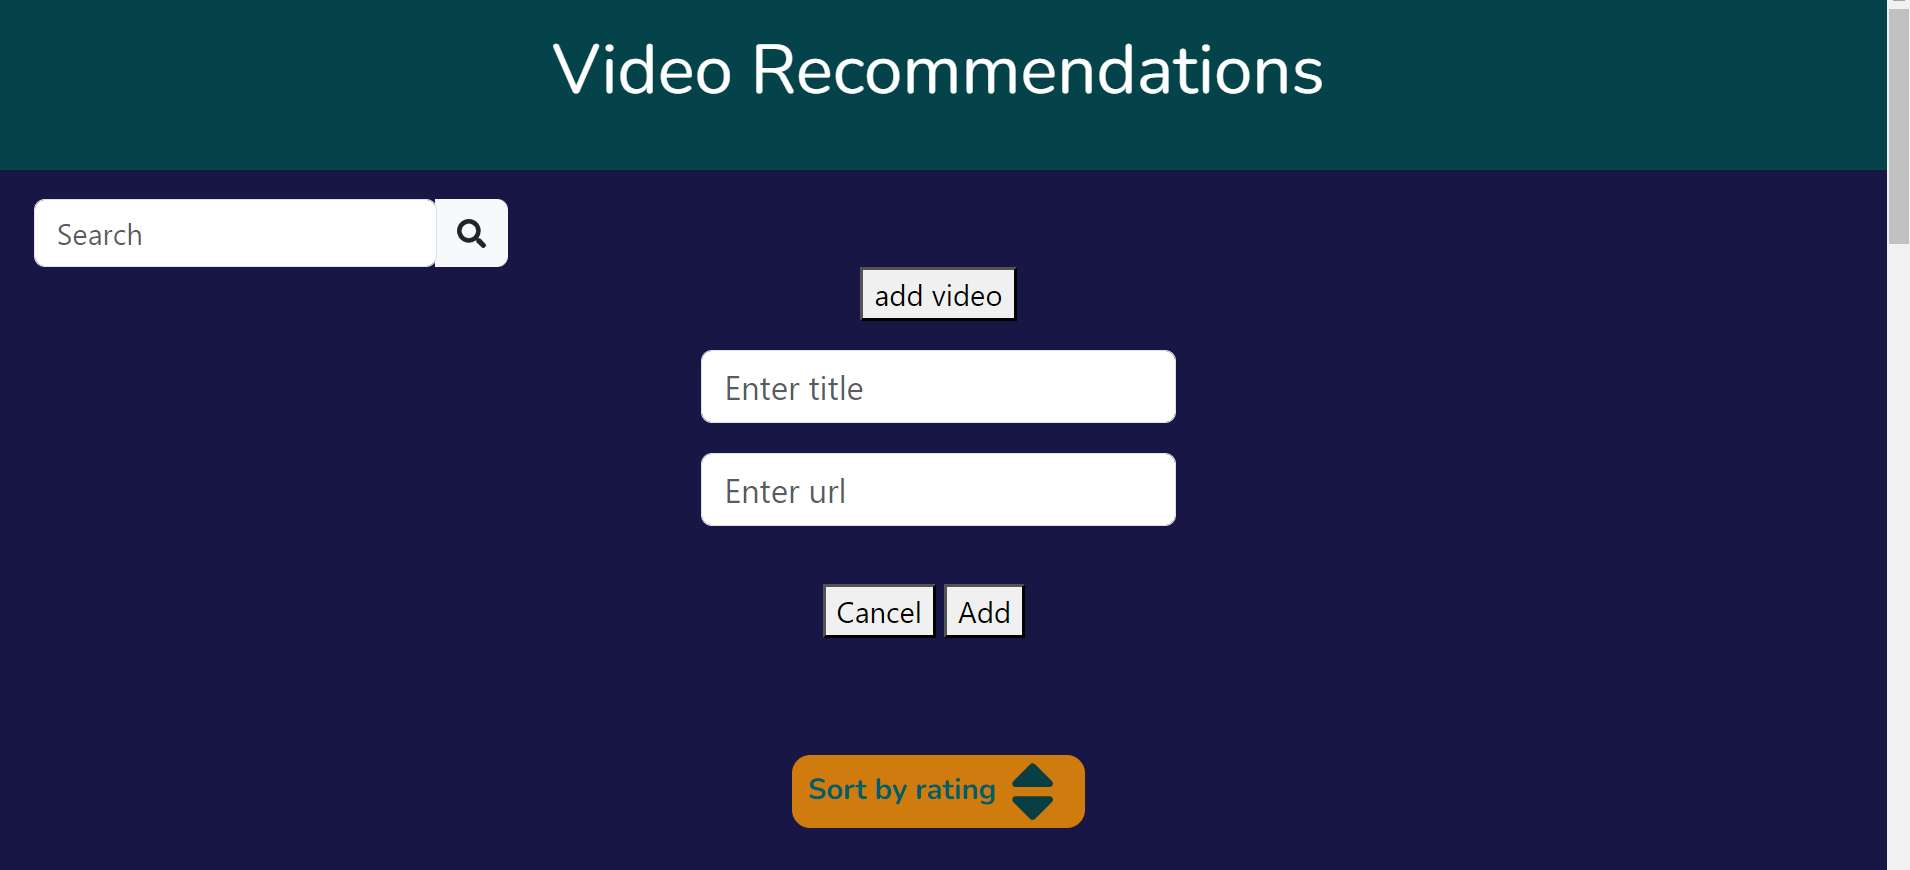 Video Recommendations
Search
add video
Enter title
Enter url
Cancel Add
Sort by rating